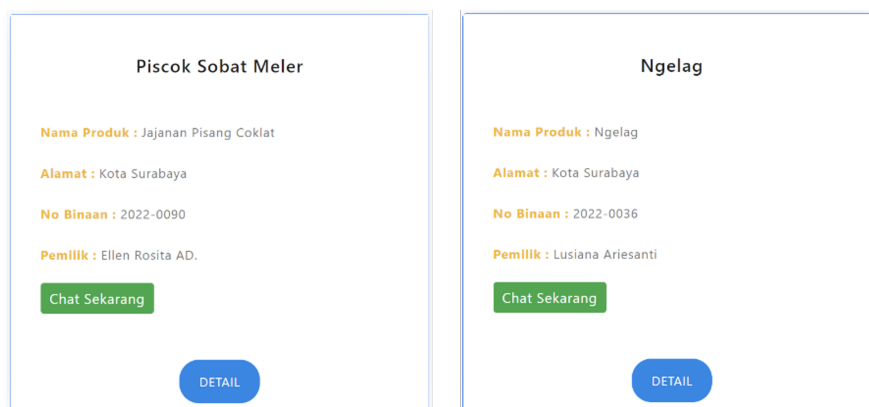 Piscok Sobat Meler
Nama Produk : Jajanan Pisang Coklat
Alamat : Kota Surabaya
No Binaan : 2022-0090
Pemilik : Ellen Rosita AD.
Chat Sekarang
DETAIL
Ngelag
Nama Produk : Ngelag
Alamat : Kota Surabaya
No Binaan : 2022-0036
Pemilik : Lusiana Ariesanti
Chat Sekarang
DETAIL